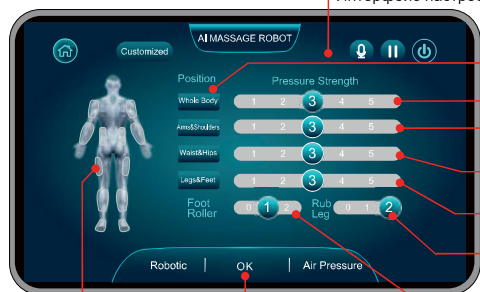 Интерфейс настро
AI MASSAGE ROBOT
Customized
Position
Pressure Strength
Whole Body
1 2 3 4 5
Arms&Shoulders
1 2 3 4 5
Waist&Hips
1 2 3 4 5
Legs&Feet
1 2 3 4 5
Foot Roller
0 1 2
Rub Leg
0 1 2
Robotic
OK
Air Pressure